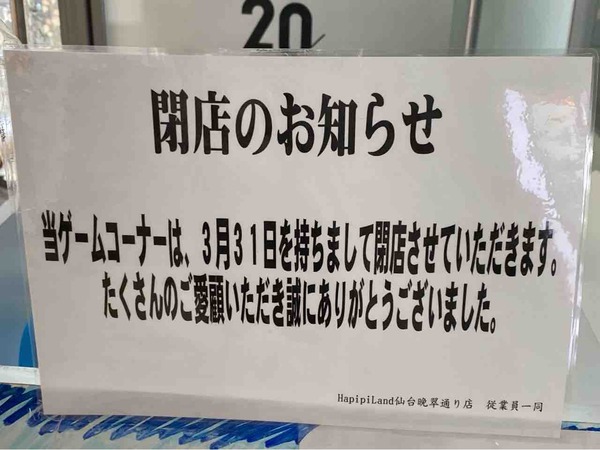 20
閉店のお知らせ
当ゲームコーナーは、3月31日を持ちまして閉店させていただきます。
たくさんのご愛顧いただき誠にありがとうございました。
HapipiLand仙台晩翠通り店　従業員一同